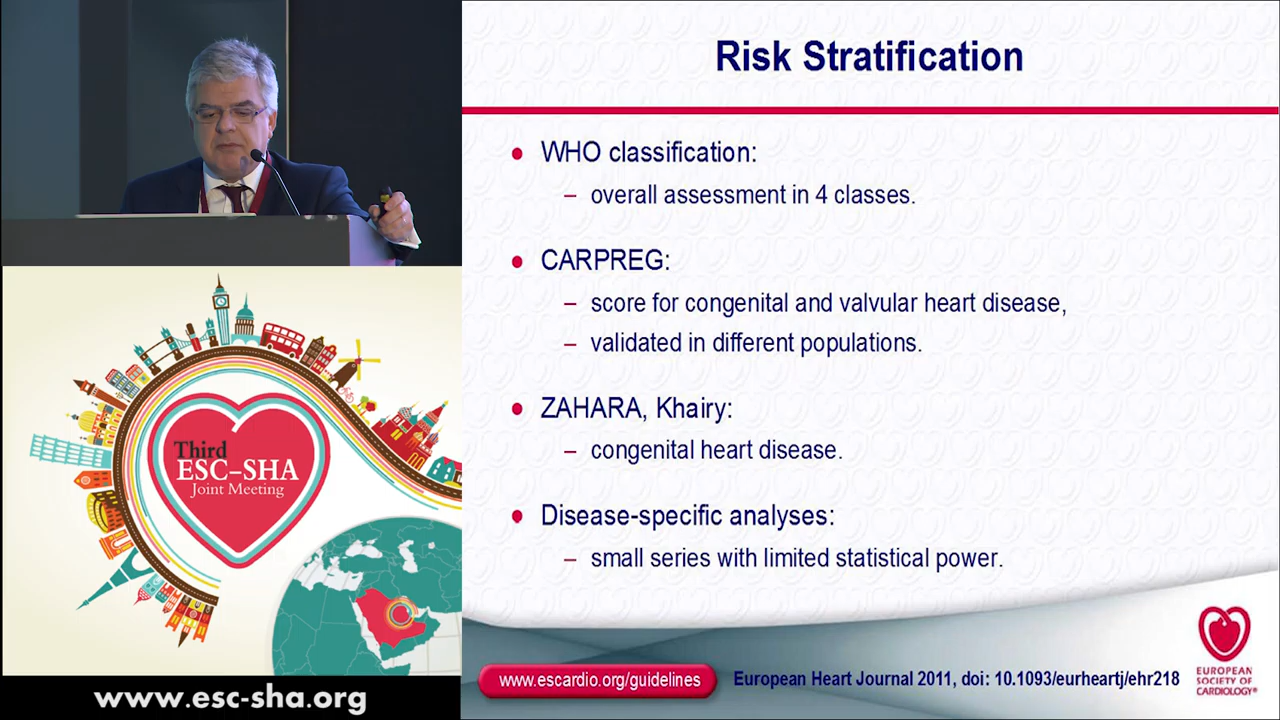 Risk Stratification
• WHO classification:
– overall assessment in 4 classes.
• CARPREG:
– score for congenital and valvular heart disease,
– validated in different populations.
• ZAHARA, Khairy:
– congenital heart disease.
• Disease-specific analyses:
– small series with limited statistical power.
www.escardio.org/guidelines
European Heart Journal 2011, doi: 10.1093/eurheartj/ehr218
EUROPEAN
SOCIETY OF
CARDIOLOGY®
Third
ESC-SHA
Joint Meeting
www.esc-sha.org